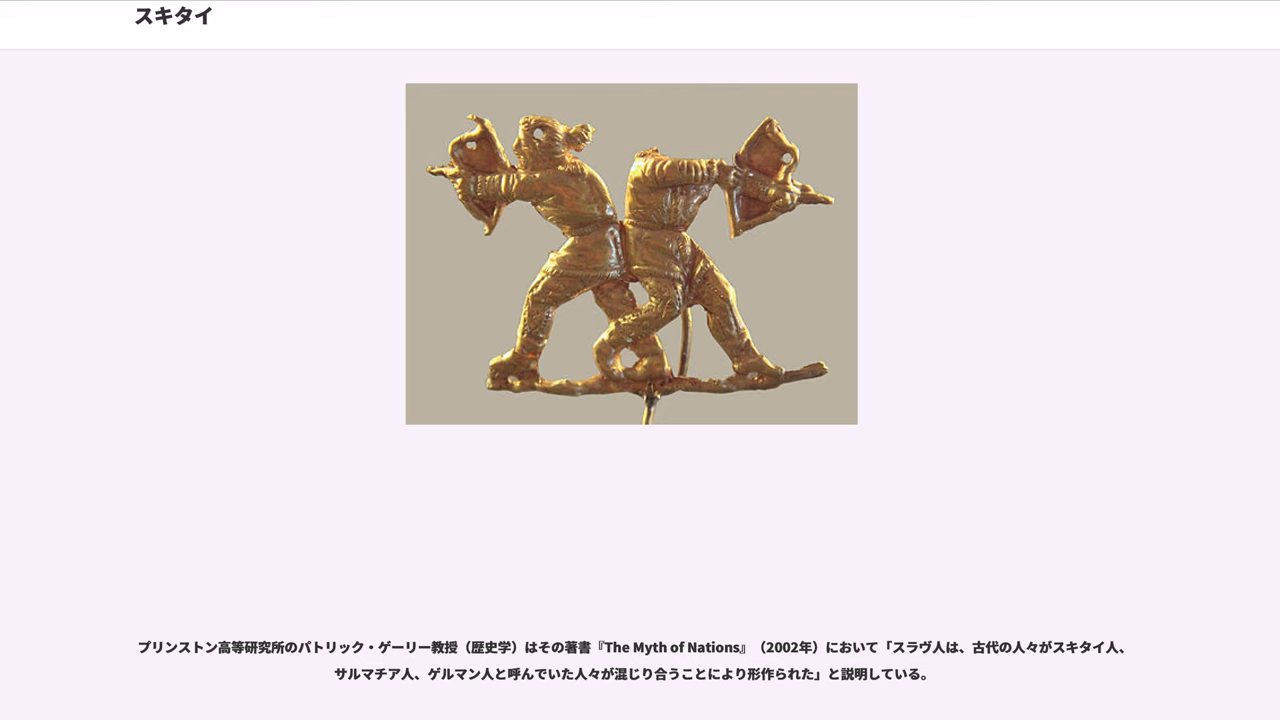 スキタイ
プリンストン高等研究所のパトリック・ゲーリー教授（歴史学）はその著書『The Myth of Nations』（2002年）において「スラヴ人は、古代の人々がスキタイ人、
サルマチア人、ゲルマン人と呼んでいた人々が混じり合うことにより形作られた」と説明している。